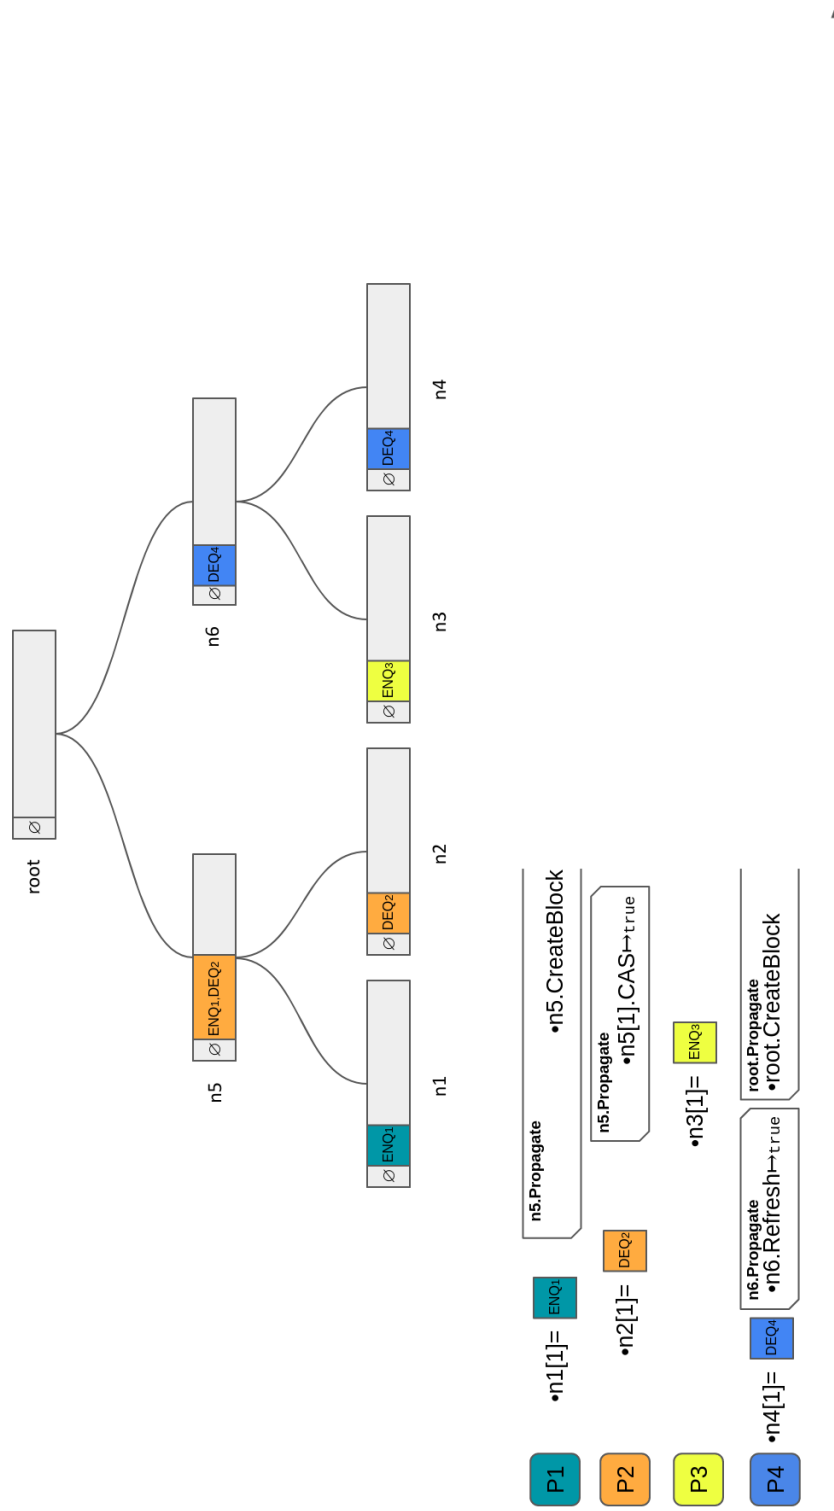 root
∅
n5
∅ ENQ1,DEQ2
n6
∅ DEQ4
n1
∅ ENQ1
n2
∅ DEQ2
n3
∅ ENQ3
n4
∅ DEQ4
P1
•n1[1]= ENQ1
n5.Propagate
•n5.CreateBlock
P2
•n2[1]= DEQ2
n5.Propagate
•n5[1].CAS↦true
P3
•n3[1]= ENQ3
P4
•n4[1]= DEQ4
n6.Propagate
•n6.Refresh↦true
root.Propagate
•root.CreateBlock